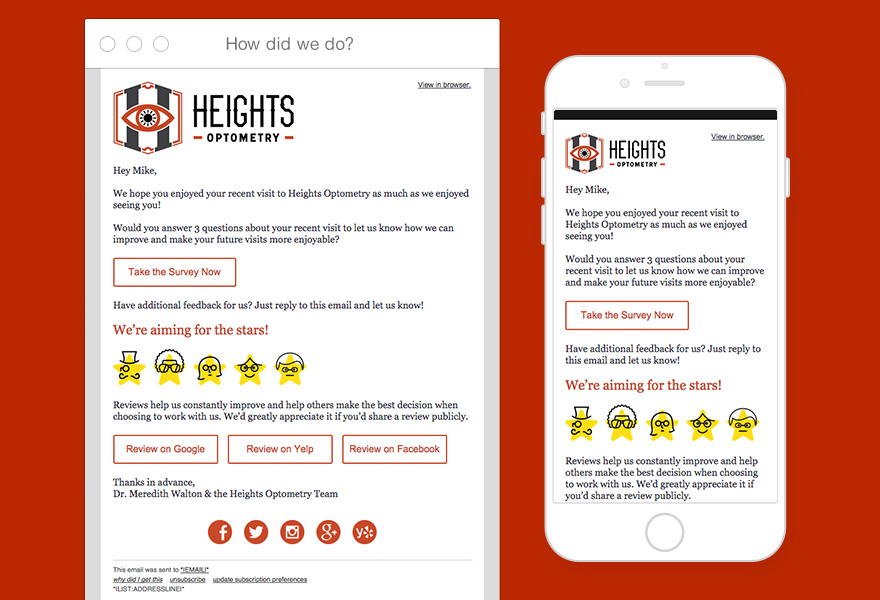 How did we do?
View in browser.
HEIGHTS
OPTOMETRY
Hey Mike,
We hope you enjoyed your recent visit to Heights Optometry as much as we enjoyed
seeing you!
Would you answer 3 questions about your recent visit to let us know how we can
improve and make your future visits more enjoyable?
Take the Survey Now
Have additional feedback for us? Just reply to this email and let us know!
We're aiming for the stars!
Reviews help us constantly improve and help others make the best decision when
choosing to work with us. We'd greatly appreciate it if you'd share a review publicly.
Review on Google
Review on Yelp
Review on Facebook
Thanks in advance,
Dr. Meredith Walton & the Heights Optometry Team
This email was sent to *|EMAIL|*
why did I get this unsubscribe update subscription preferences
*|LIST:ADDRESSLINE|*
View in browser.
HEIGHTS
OPTOMETRY
Hey Mike,
We hope you enjoyed your recent visit to
Heights Optometry as much as we enjoyed
seeing you!
Would you answer 3 questions about your
recent visit to let us know how we can improve
and make your future visits more enjoyable?
Take the Survey Now
Have additional feedback for us? Just reply to
this email and let us know!
We're aiming for the stars!
Reviews help us constantly improve and help
others make the best decision when choosing
to work with us. We'd greatly appreciate it if
you'd share a review publicly.